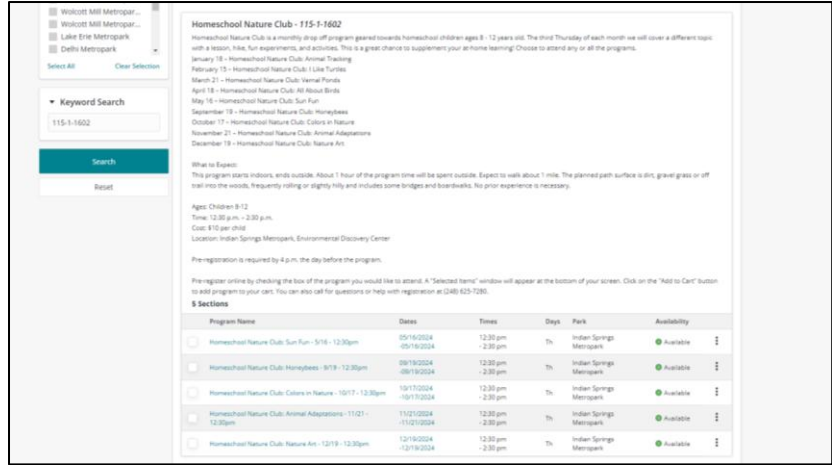 Wolcott Mill Metropar...
Wolcott Mill Metropar...
Lake Erie Metropark
Delhi Metropark
Select All Clear Selection
Keyword Search
115-1-1602
Search
Reset
Homeschool Nature Club - 115-1-1602
Homeschool Nature Club is a monthly drop off program geared towards homeschool children ages 8 - 12 years old. The third Thursday of each month we will cover a different topic
with a lesson, hike, fun experiments, and activities. This is a great chance to supplement your at-home learning! Choose to attend any or all the programs.
January 18 – Homeschool Nature Club: Animal Tracking
February 15 – Homeschool Nature Club: I Like Turtles
March 21 – Homeschool Nature Club: Vernal Ponds
April 18 – Homeschool Nature Club: All About Birds
May 16 – Homeschool Nature Club: Sun Fun
September 19 – Homeschool Nature Club: Honeybees
October 17 – Homeschool Nature Club: Colors in Nature
November 21 – Homeschool Nature Club: Animal Adaptations
December 19 – Homeschool Nature Club: Nature Art
What to Expect:
This program starts indoors, ends outside. About 1 hour of the program time will be spent outside. Expect to walk about 1 mile. The planned path surface is dirt, gravel grass or off
trail into the woods, frequently rolling or slightly hilly and includes some bridges and boardwalks. No prior experience is necessary.
Ages: Children 8-12
Time: 12:30 p.m. – 2:30 p.m.
Cost: $10 per child
Location: Indian Springs Metropark, Environmental Discovery Center
Pre-registration is required by 4 p.m. the day before the program.
Pre-register online by checking the box of the program you would like to attend. A "Selected Items" window will appear at the bottom of your screen. Click on the "Add to Cart" button
to add program to your cart. You can also call for questions or help with registration at (248) 625-7280.
5 Sections
Program Name Dates Times Days Park Availability
Homeschool Nature Club: Sun Fun - 5/16 - 12:30pm 05/16/2024 -05/16/2024 12:30 pm - 2:30 pm Th Indian Springs Metropark Available
Homeschool Nature Club: Honeybees - 9/19 - 12:30pm 09/19/2024 -09/19/2024 12:30 pm - 2:30 pm Th Indian Springs Metropark Available
Homeschool Nature Club: Colors in Nature - 10/17 - 12:30pm 10/17/2024 -10/17/2024 12:30 pm - 2:30 pm Th Indian Springs Metropark Available
Homeschool Nature Club: Animal Adaptations - 11/21 - 12:30pm 11/21/2024 -11/21/2024 12:30 pm - 2:30 pm Th Indian Springs Metropark Available
Homeschool Nature Club: Nature Art - 12/19 - 12:30pm 12/19/2024 -12/19/2024 12:30 pm - 2:30 pm Th Indian Springs Metropark Available